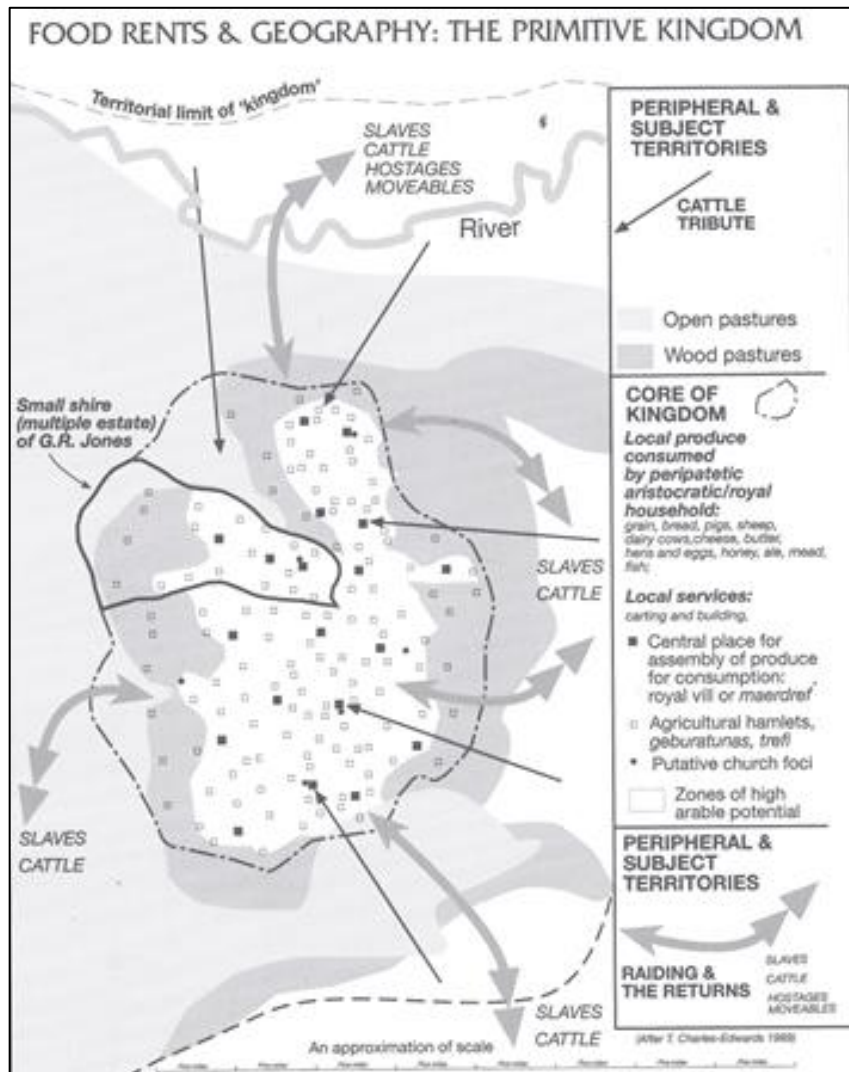 FOOD RENTS & GEOGRAPHY: THE PRIMITIVE KINGDOM
Territorial limit of 'kingdom'
SLAVES
CATTLE
HOSTAGES
MOVEABLES
River
Small shire
(multiple estate)
of G.R. Jones
SLAVES
CATTLE
SLAVES
CATTLE
SLAVES
CATTLE
An approximation of scale
PERIPHERAL &
SUBJECT
TERRITORIES
CATTLE
TRIBUTE
Open pastures
Wood pastures
CORE OF
KINGDOM
Local produce
consumed
by peripatetic
aristocratic/royal
household:
grain, bread, pigs, sheep,
dairy cows,cheese, butter,
hens and eggs, honey, ale, mead,
fish;
Local services:
carting and building,
Central place for
assembly of produce
for consumption:
royal vill or maerdref
Agricultural hamlets,
geburatunas, trefi
Putative church foci
Zones of high
arable potential
PERIPHERAL &
SUBJECT
TERRITORIES
RAIDING &
THE RETURNS
SLAVES
CATTLE
HOSTAGES
MOVEABLES
(After T. Charles-Edwards 1989)